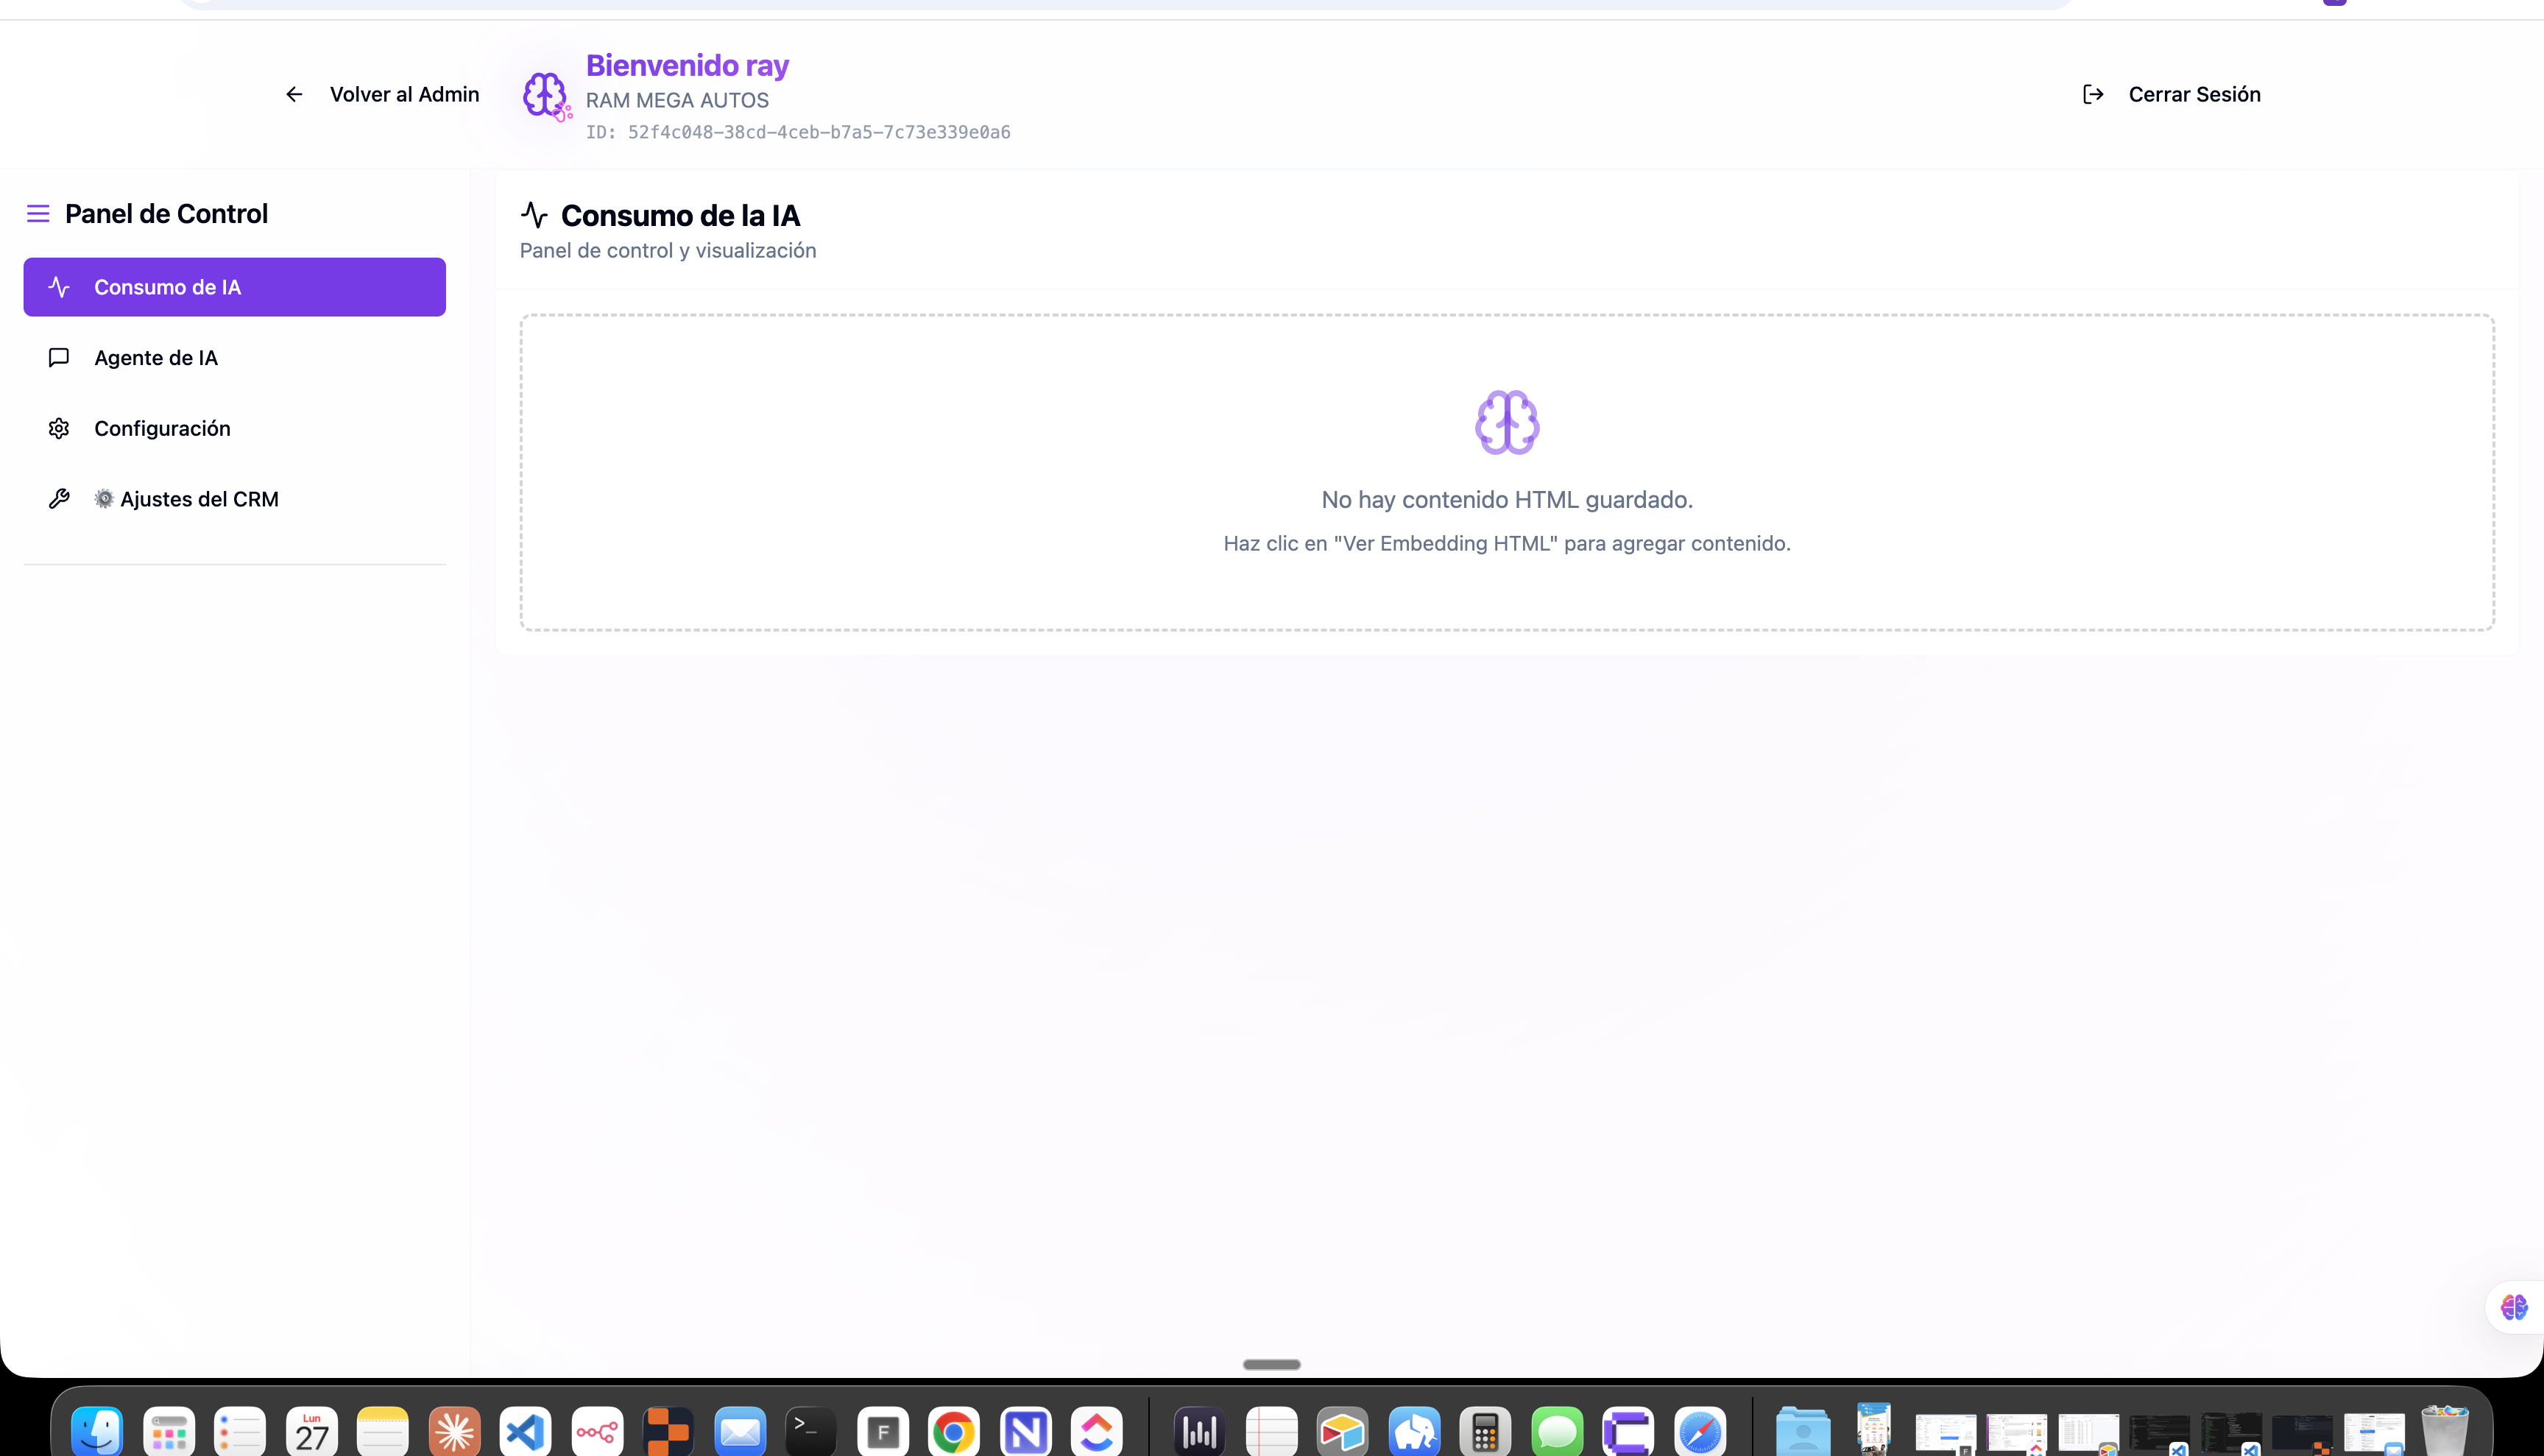 Volver al Admin
Bienvenido ray
RAM MEGA AUTOS
ID: 52f4c048-38cd-4ceb-b7a5-7c73e339e0a6
Cerrar Sesión
Panel de Control
Consumo de IA
Agente de IA
Configuración
Ajustes del CRM
Consumo de la IA
Panel de control y visualización
No hay contenido HTML guardado.
Haz clic en "Ver Embedding HTML" para agregar contenido.
Lun
27
>_
F
N